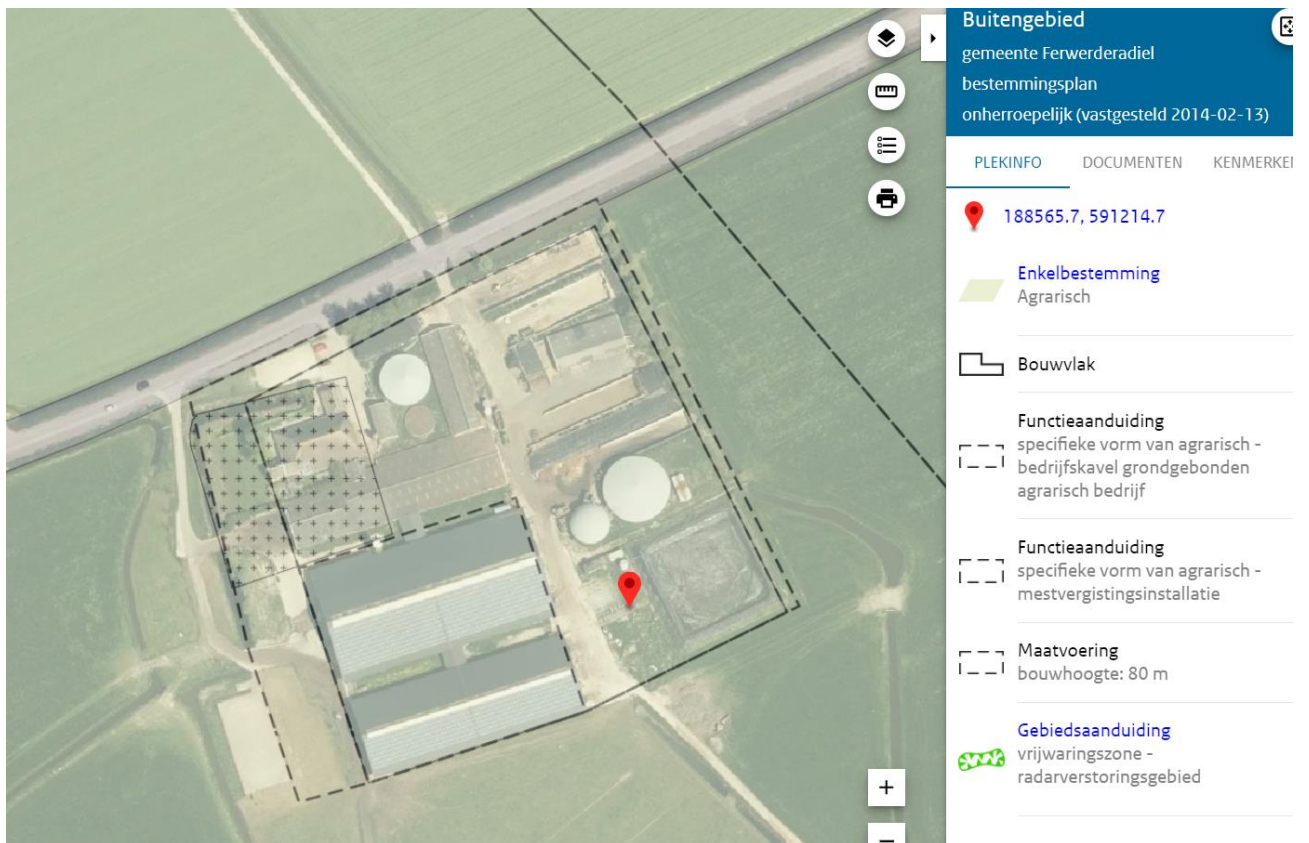 Buitengebied
gemeente Ferwerderadiel
bestemmingsplan
onherroepelijk (vastgesteld 2014-02-13)
PLEKINFO DOCUMENTEN KENMERKEN
188565.7, 591214.7
Enkelbestemming
Agrarisch
Bouwvlak
Functieaanduiding
specifieke vorm van agrarisch -
bedrijfskavel grondgebonden
agrarisch bedrijf
Functieaanduiding
specifieke vorm van agrarisch -
mestvergistingsinstallatie
Maatvoering
bouwhoogte: 80 m
Gebiedsaanduiding
vrijwaringszone -
radarverstoringsgebied